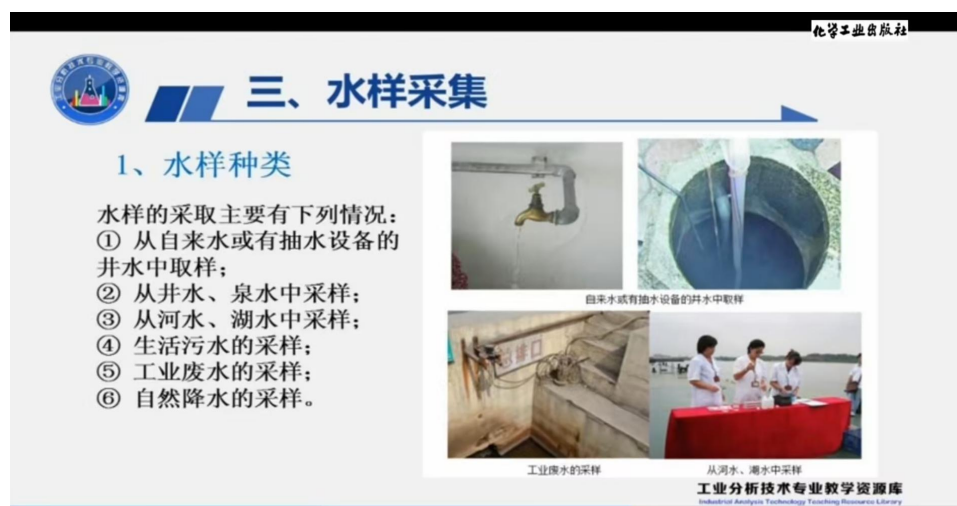 化学工业出版社
三、水样采集
1、水样种类
水样的采取主要有下列情况：
① 从自来水或有抽水设备的
井水中取样；
② 从井水、泉水中采样；
③ 从河水、湖水中采样；
④ 生活污水的采样；
⑤ 工业废水的采样；
⑥ 自然降水的采样。
自来水或有抽水设备的井水中取样
总排口
工业废水的采样
从河水、湖水中采样
工业分析技术专业教学资源库
Industrial Analysis Technology Teaching Resource Library